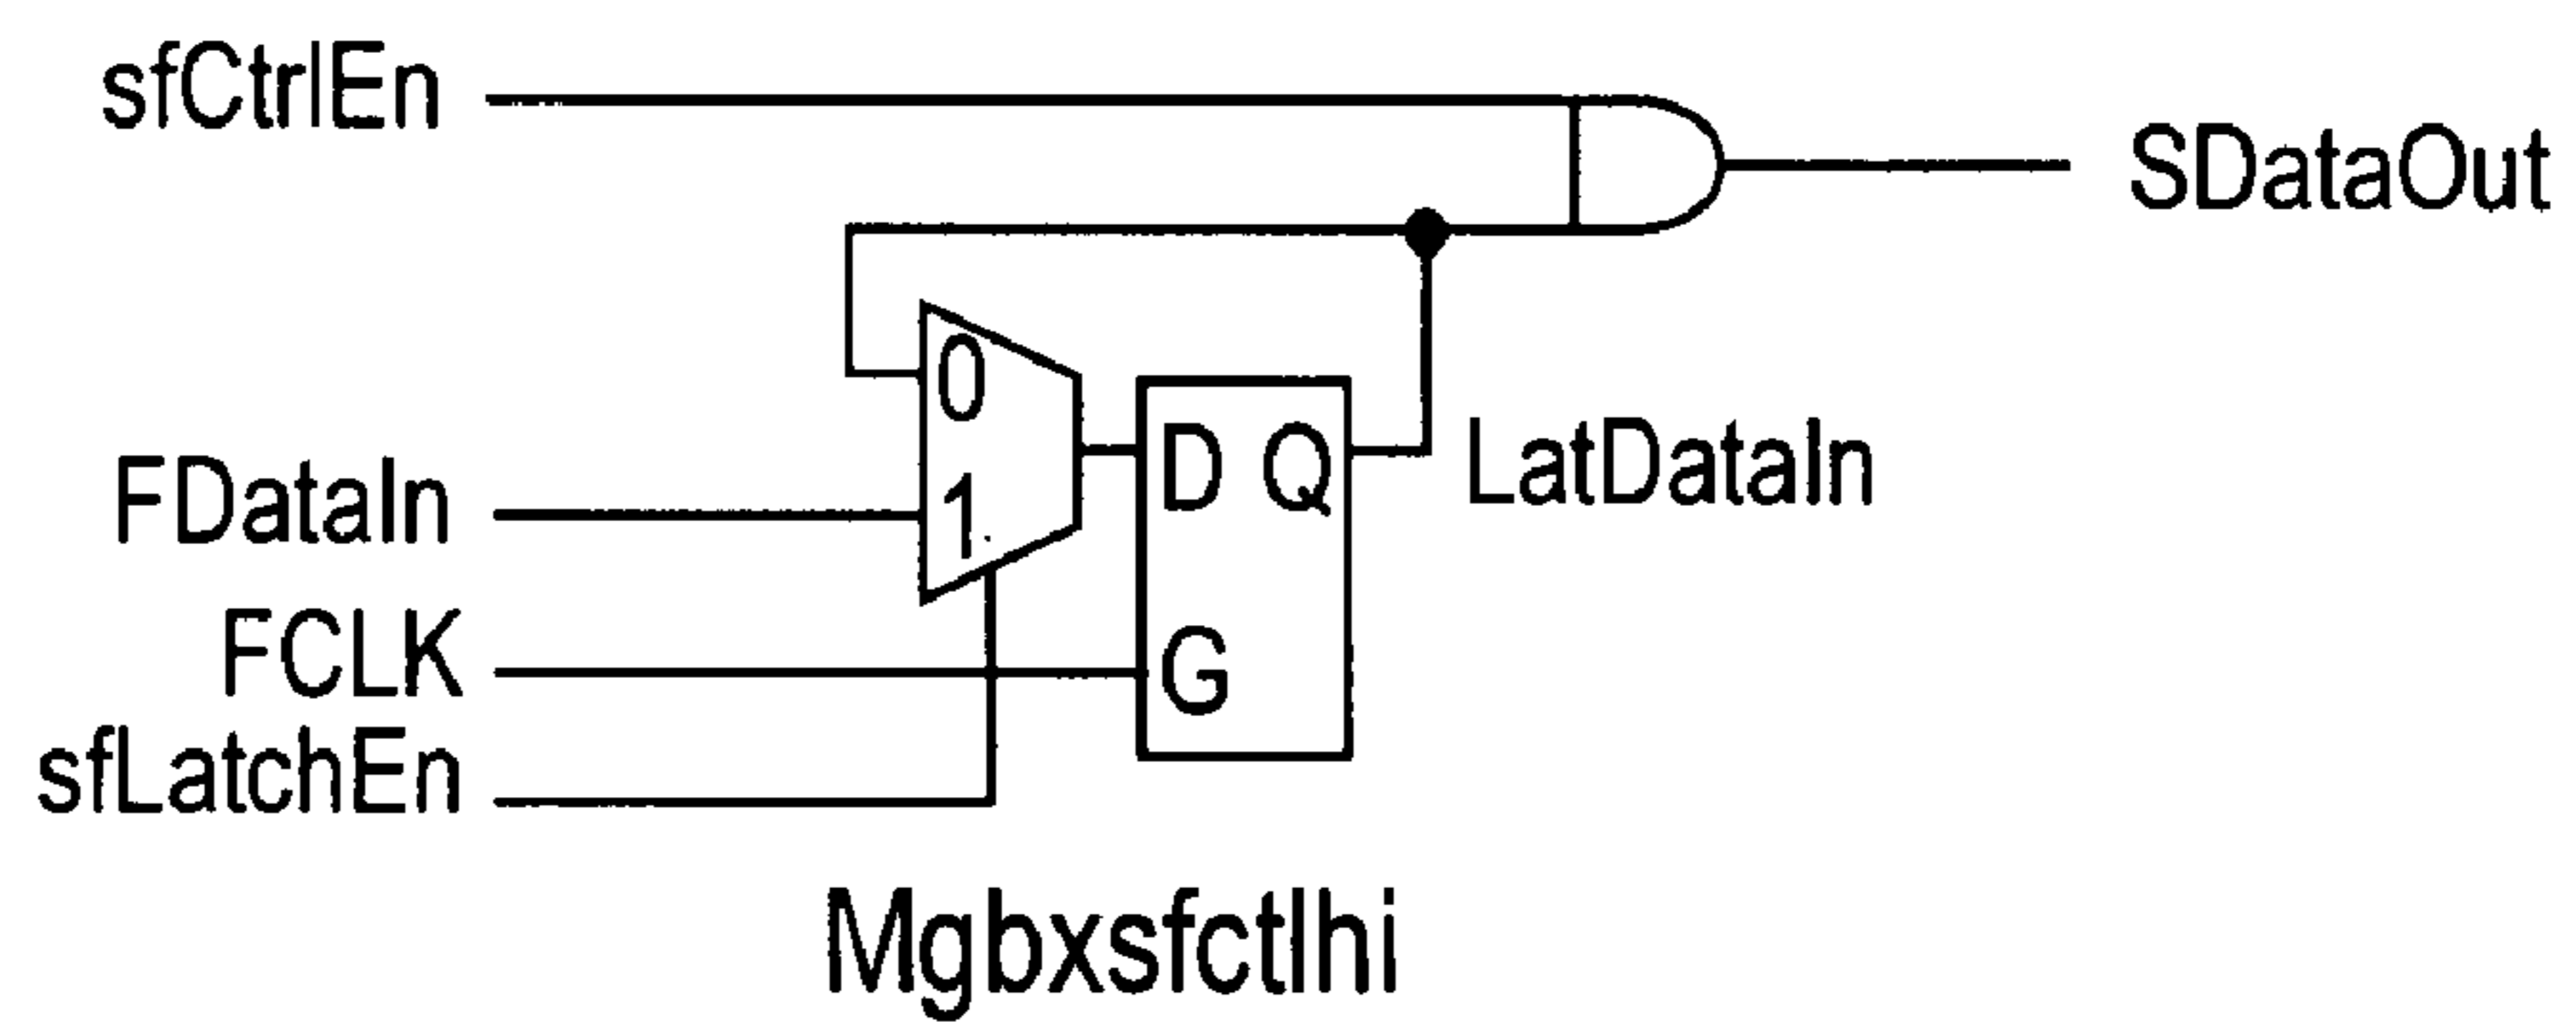 sfCtrlEn
SDataOut
0
FDataIn
1
D Q
LatDataIn
FCLK
G
sfLatchEn
Mgbxsfctlhi